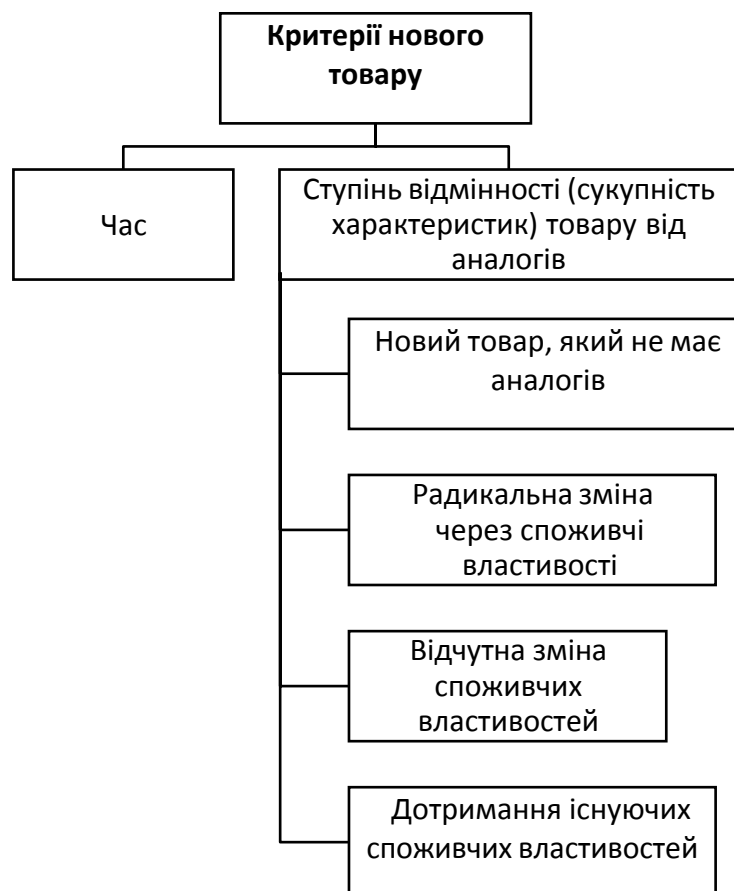 Критерії нового
товару
Час
Ступінь відмінності (сукупність
характеристик) товару від
аналогів
Новий товар, який не має
аналогів
Радикальна зміна
через споживчі
властивості
Відчутна зміна
споживчих
властивостей
Дотримання існуючих
споживчих властивостей